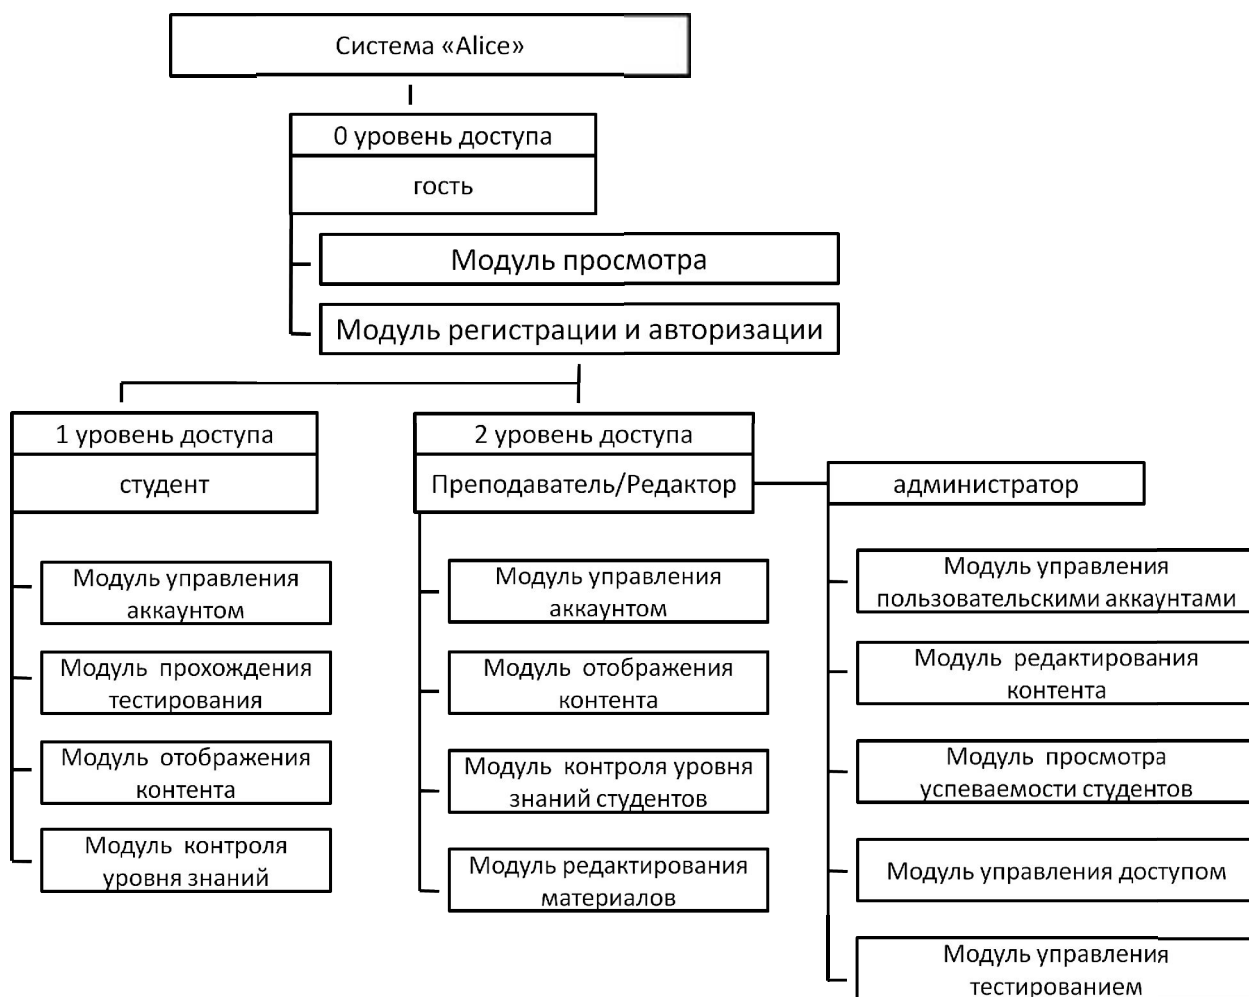 Система «Alice»
0 уровень доступа
гость
Модуль просмотра
Модуль регистрации и авторизации
1 уровень доступа
студент
Модуль управления
аккаунтом
Модуль прохождения
тестирования
Модуль отображения
контента
Модуль контроля
уровня знаний
2 уровень доступа
Преподаватель/Редактор
Модуль управления
аккаунтом
Модуль отображения
контента
Модуль контроля уровня
знаний студентов
Модуль редактирования
материалов
администратор
Модуль управления
пользовательскими аккаунтами
Модуль редактирования
контента
Модуль просмотра
успеваемости студентов
Модуль управления доступом
Модуль управления
тестированием